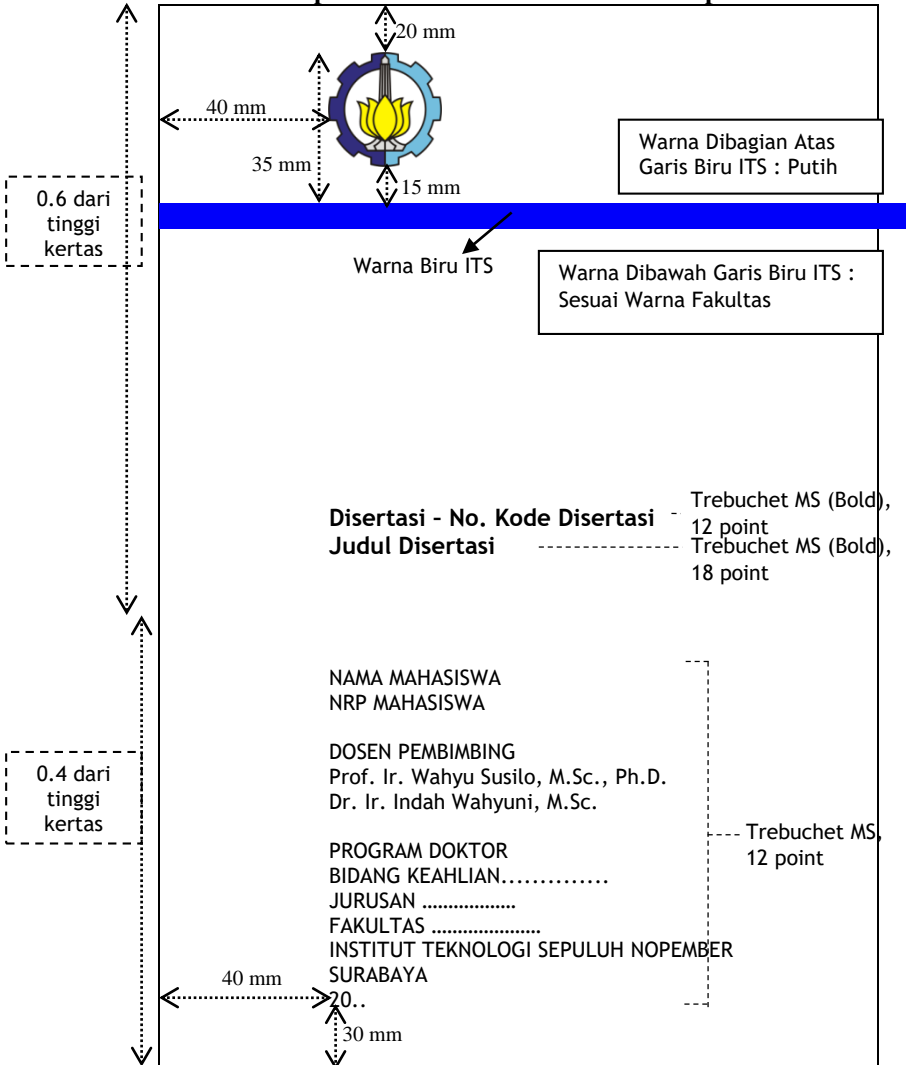 20 mm
40 mm
35 mm
Warna Dibagian Atas
Garis Biru ITS : Putih
15 mm
0.6 dari
tinggi
kertas
Warna Biru ITS
Warna Dibawah Garis Biru ITS :
Sesuai Warna Fakultas
Disertasi – No. Kode Disertasi
Trebuchet MS (Bold),
12 point
Judul Disertasi
Trebuchet MS (Bold),
18 point
NAMA MAHASISWA
NRP MAHASISWA
DOSEN PEMBIMBING
Prof. Ir. Wahyu Susilo, M.Sc., Ph.D.
Dr. Ir. Indah Wahyuni, M.Sc.
0.4 dari
tinggi
kertas
Trebuchet MS,
12 point
PROGRAM DOKTOR
BIDANG KEAHLIAN..............
JURUSAN ..................
FAKULTAS .....................
INSTITUT TEKNOLOGI SEPULUH NOPEMBER
SURABAYA
20..
40 mm
30 mm